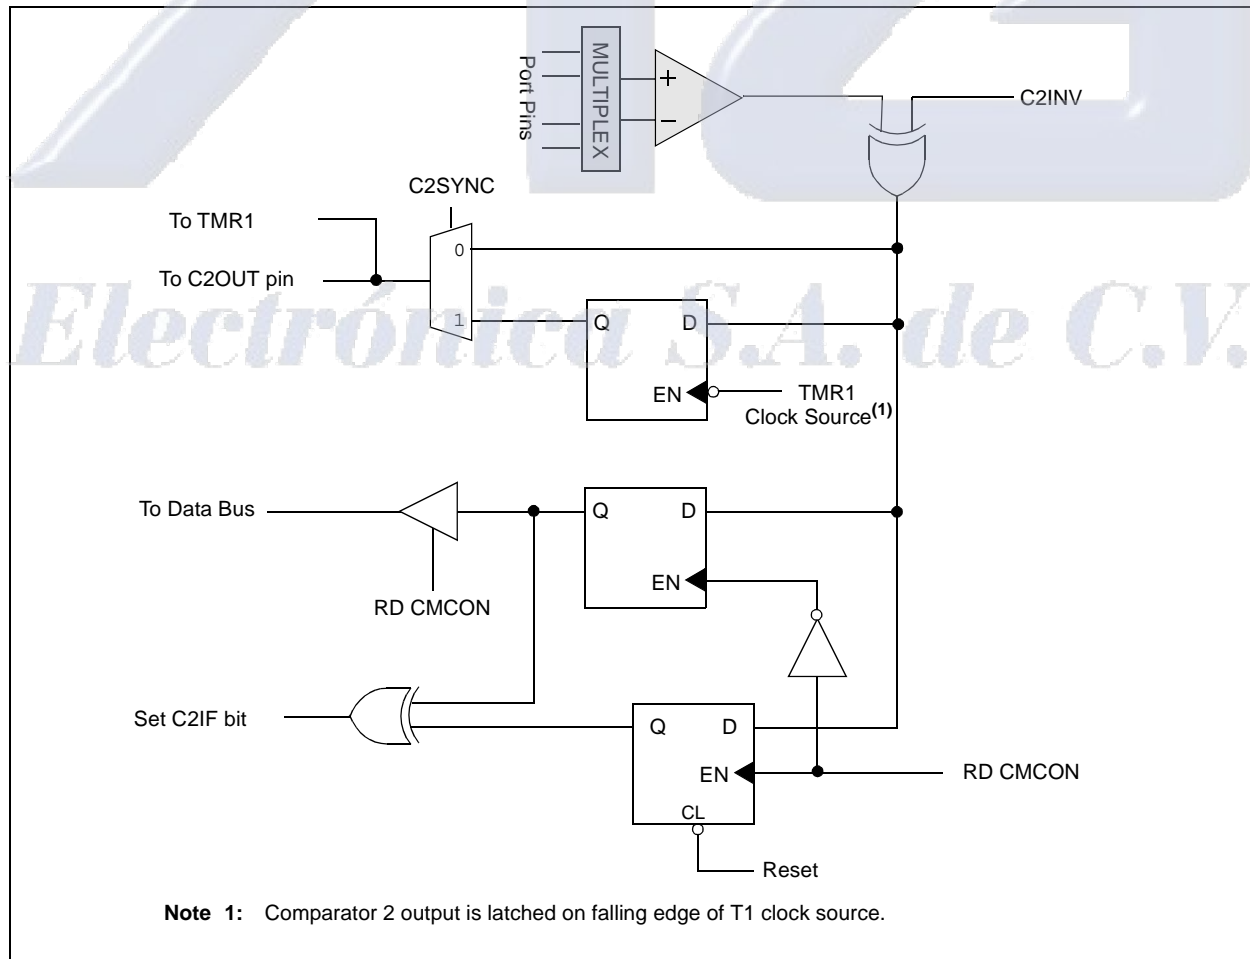 MULTIPLEX
Port Pins
+
−
C2INV
C2SYNC
To TMR1
0
To C2OUT pin
1
Q D
EN
TMR1
Clock Source(1)
Electrónica S.A. de C.V.
To Data Bus
Q D
EN
RD CMCON
Set C2IF bit
Q D
EN
RD CMCON
CL
Reset
Note 1: Comparator 2 output is latched on falling edge of T1 clock source.